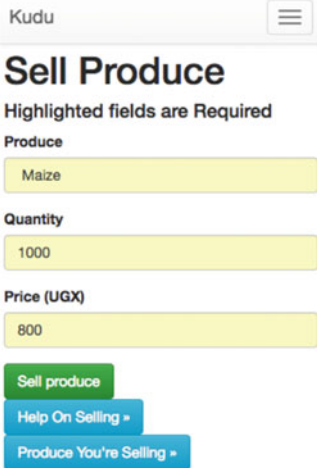 Kudu
Sell Produce
Highlighted fields are Required
Produce
Maize
Quantity
1000
Price (UGX)
800
Sell produce
Help On Selling »
Produce You're Selling »